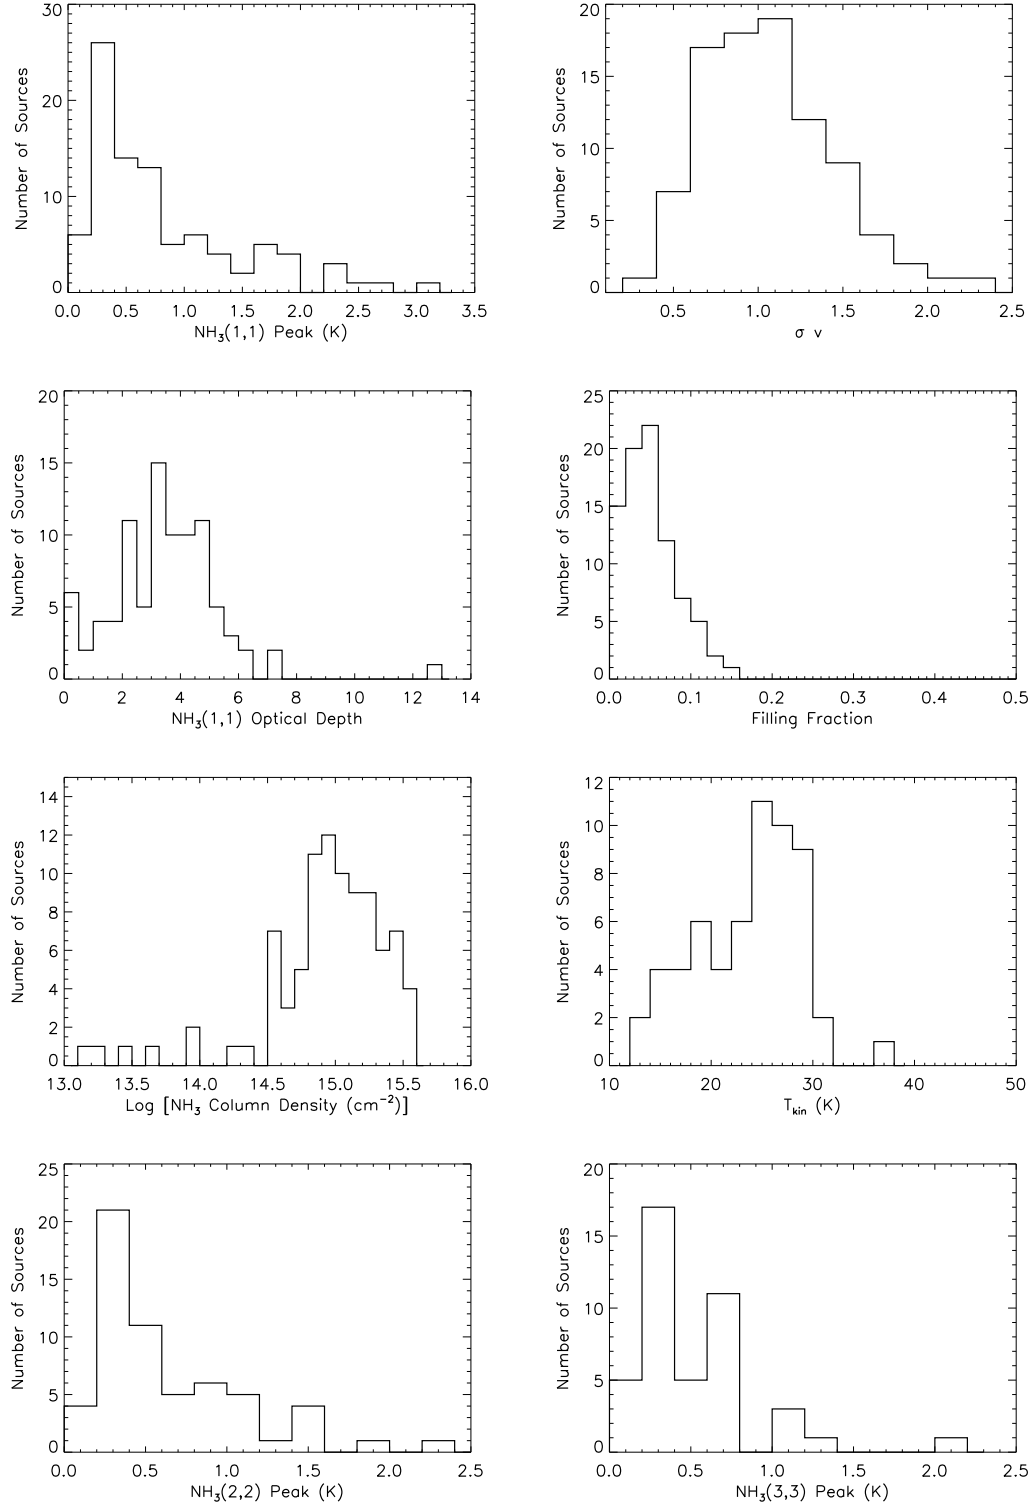 30
20
10
0
Number of Sources
0.0 0.5 1.0 1.5 2.0 2.5 3.0 3.5
NH₃(1,1) Peak (K)
20
15
10
5
0
Number of Sources
0.5 1.0 1.5 2.0 2.5
σ v
20
15
10
5
0
Number of Sources
0 2 4 6 8 10 12 14
NH₃(1,1) Optical Depth
25
20
15
10
5
0
Number of Sources
0.0 0.1 0.2 0.3 0.4 0.5
Filling Fraction
14
12
10
8
6
4
2
0
Number of Sources
13.0 13.5 14.0 14.5 15.0 15.5 16.0
Log [NH₃ Column Density (cm⁻²)]
12
10
8
6
4
2
0
Number of Sources
10 20 30 40 50
T_kin (K)
25
20
15
10
5
0
Number of Sources
0.0 0.5 1.0 1.5 2.0 2.5
NH₃(2,2) Peak (K)
20
15
10
5
0
Number of Sources
0.0 0.5 1.0 1.5 2.0 2.5
NH₃(3,3) Peak (K)